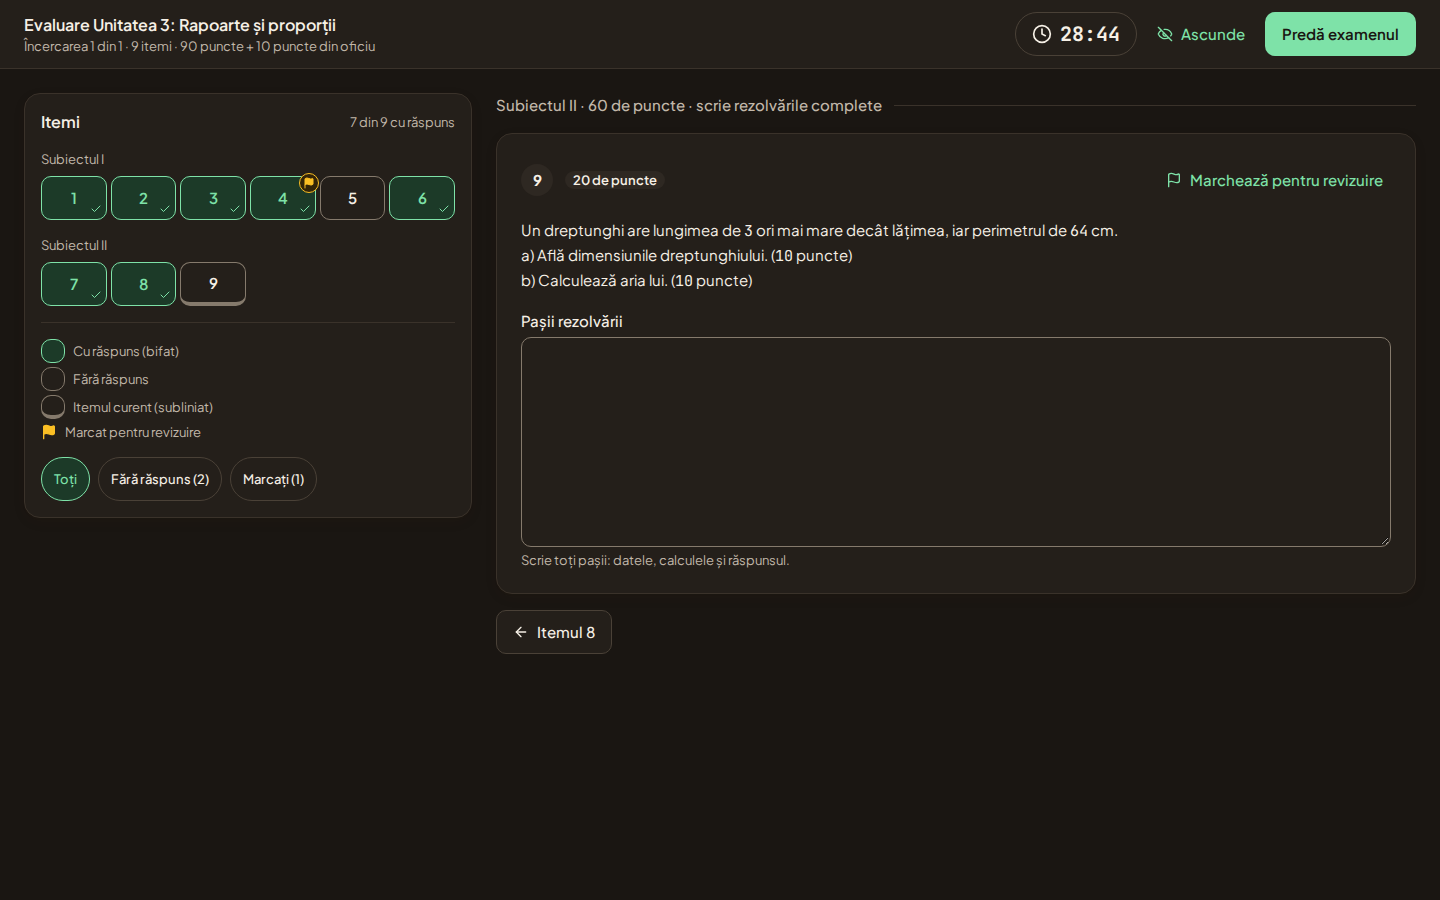 Evaluare Unitatea 3: Rapoarte și proporții
Încercarea 1 din 1 · 9 itemi · 90 puncte + 10 puncte din oficiu
28:44
Ascunde
Predă examenul
Itemi
7 din 9 cu răspuns
Subiectul I
1
2
3
4
5
6
Subiectul II
7
8
9
Cu răspuns (bifat)
Fără răspuns
Itemul curent (subliniat)
Marcat pentru revizuire
Toți
Fără răspuns (2)
Marcați (1)
Subiectul II · 60 de puncte · scrie rezolvările complete
9
20 de puncte
Marchează pentru revizuire
Un dreptunghi are lungimea de 3 ori mai mare decât lățimea, iar perimetrul de 64 cm.
a) Află dimensiunile dreptunghiului. (10 puncte)
b) Calculează aria lui. (10 puncte)
Pașii rezolvării
Scrie toți pașii: datele, calculele și răspunsul.
Itemul 8